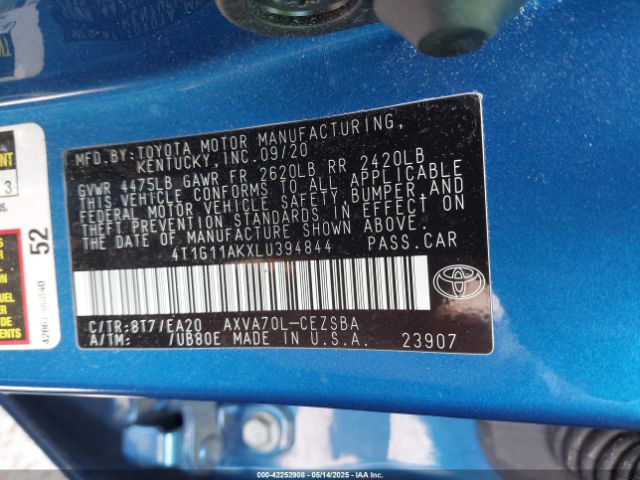 MFD.BY:TOYOTA MOTOR MANUFACTURING,
KENTUCKY,INC.09/20
GVWR 4475LB GAWR FR 2620LB RR 2420LB
THIS VEHICLE CONFORMS TO ALL APPLICABLE
FEDERAL MOTOR VEHICLE SAFETY,BUMPER,AND
THEFT PREVENTION STANDARDS IN EFFECT ON
THE DATE OF MANUFACTURE SHOWN ABOVE.
4T1G11AKXLU394844 PASS.CAR
C/TR:8T7/EA20 AXVA70L-CEZSBA
A/TM: /UB80E MADE IN U.S.A. 23907
3
52
IAA 000-42252908 05/14/2025 IAA